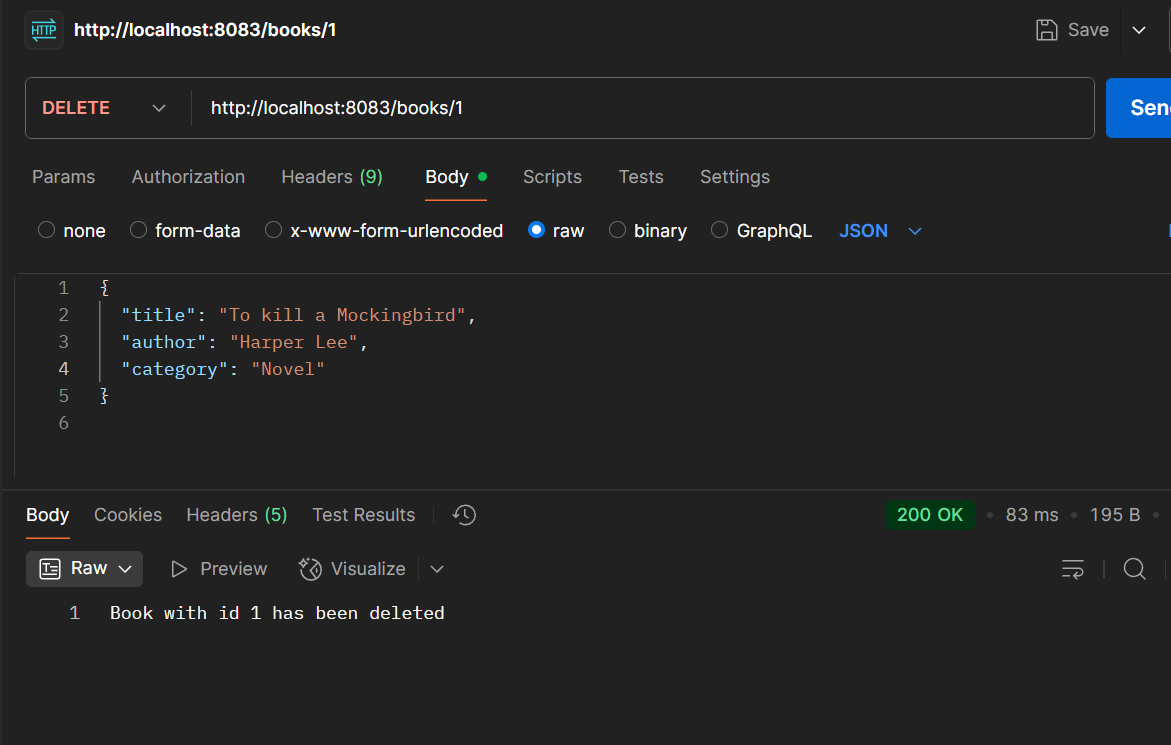 HTTP http://localhost:8083/books/1 Save
DELETE http://localhost:8083/books/1 Sen
Params Authorization Headers (9) Body Scripts Tests Settings
none form-data x-www-form-urlencoded raw binary GraphQL JSON
1 {
2 "title": "To kill a Mockingbird",
3 "author": "Harper Lee",
4 "category": "Novel"
5 }
6
Body Cookies Headers (5) Test Results 200 OK • 83 ms • 195 B •
Raw Preview Visualize
1 Book with id 1 has been deleted